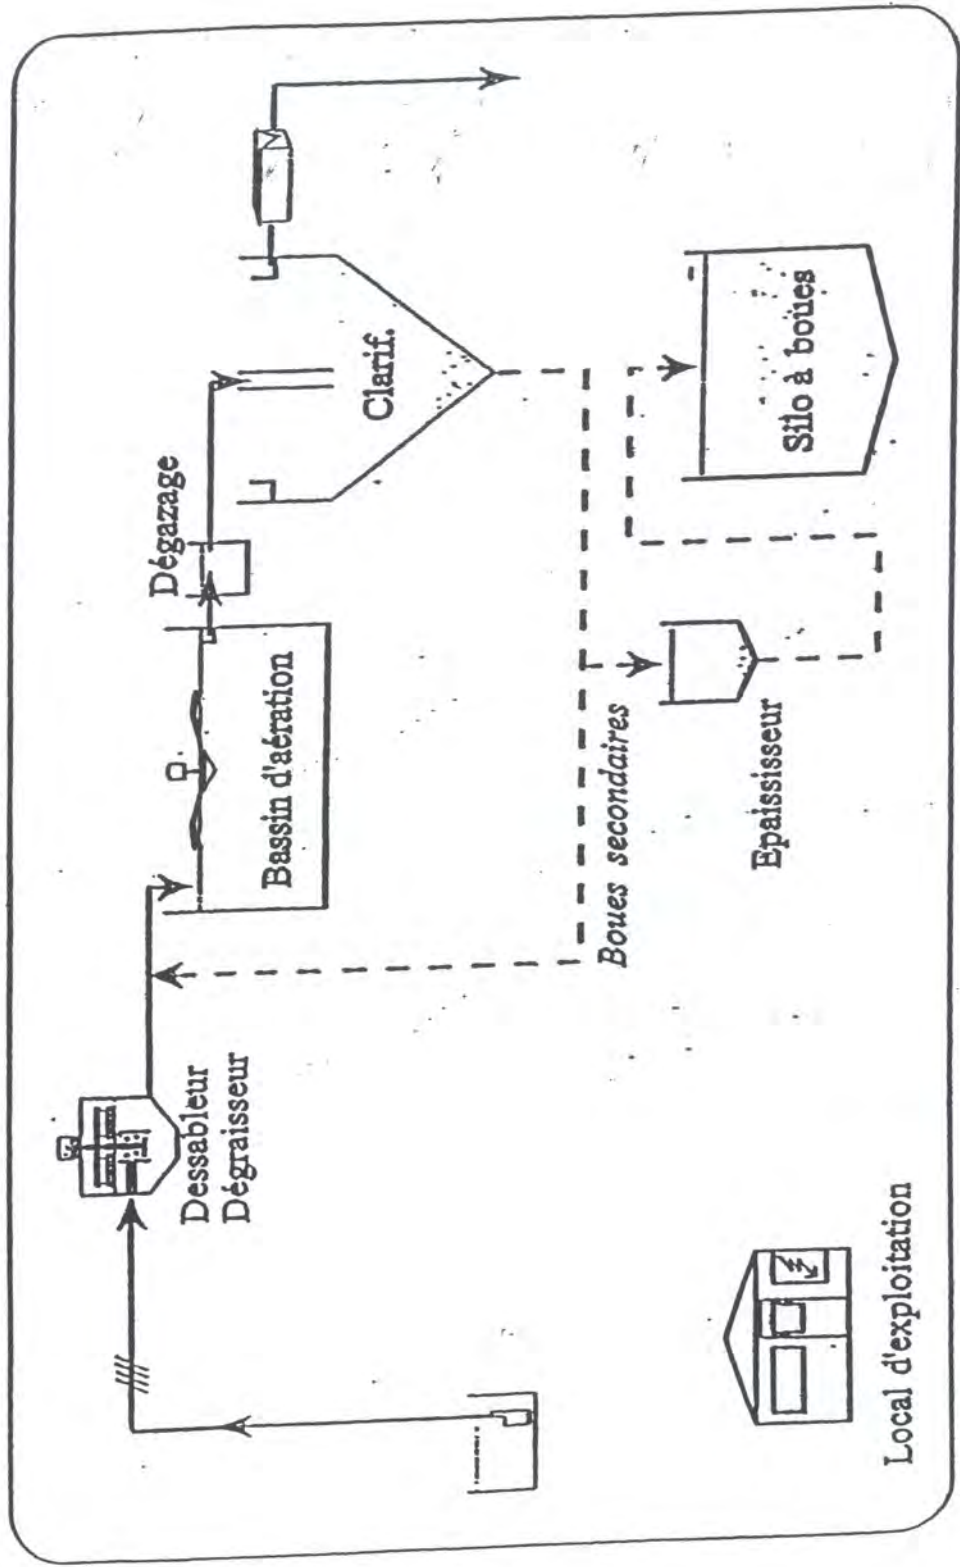 Dessableur
Dégraisseur
Bassin d'aération
Dégazage
Clarif.
Boues secondaires
Epaississeur
Silo à boues
Local d'exploitation